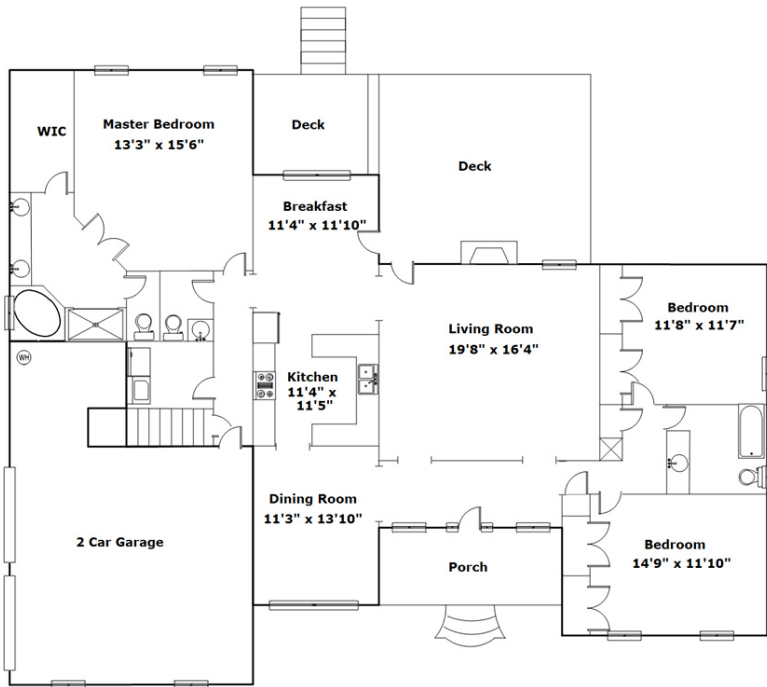 WIC
Master Bedroom
13'3" x 15'6"
Deck
Deck
Breakfast
11'4" x 11'10"
Living Room
19'8" x 16'4"
Bedroom
11'8" x 11'7"
WH
Kitchen
11'4" x
11'5"
Dining Room
11'3" x 13'10"
2 Car Garage
Porch
Bedroom
14'9" x 11'10"